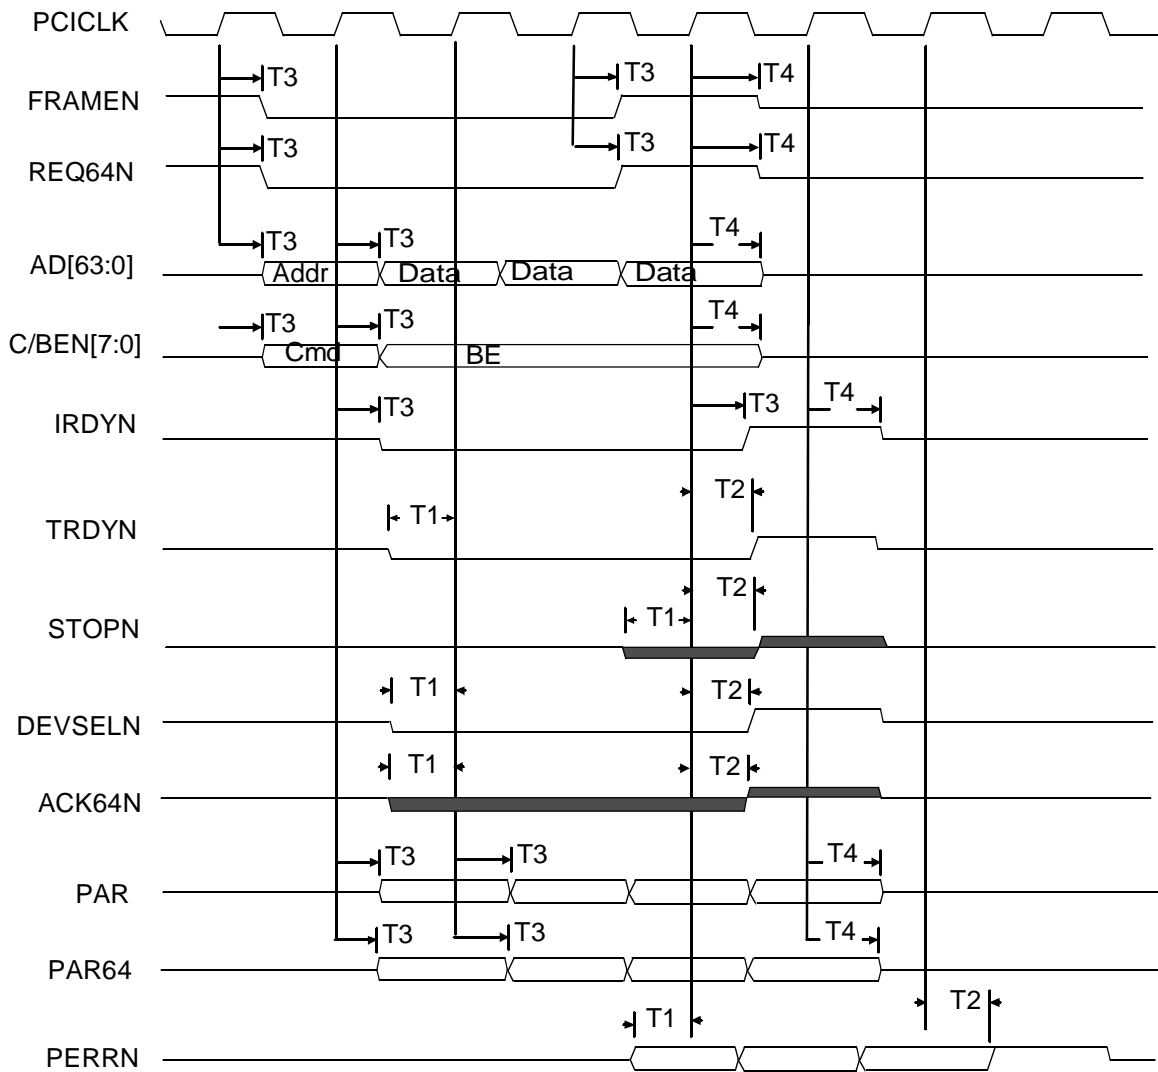 PCICLK
T3 T3 T4
FRAMEN
T3 T3 T4
REQ64N
T3 T3 T4
AD[63:0]
Addr Data Data Data
T3 T3 T4
C/BEN[7:0]
Cmd BE
T3 T3 T4
IRDYN
T2
T1
TRDYN
T2
T1
STOPN
T1 T2
DEVSELN
T1 T2
ACK64N
T3 T3 T4
PAR
T3 T3 T4
PAR64
T1 T2
PERRN